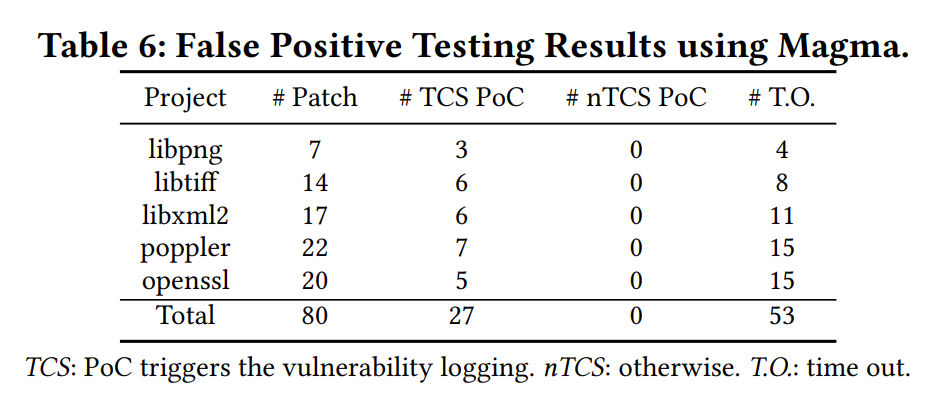 Table 6: False Positive Testing Results using Magma.
Project # Patch # TCS PoC # nTCS PoC # T.O.
libpng 7 3 0 4
libtiff 14 6 0 8
libxml2 17 6 0 11
poppler 22 7 0 15
openssl 20 5 0 15
Total 80 27 0 53
TCS: PoC triggers the vulnerability logging. nTCS: otherwise. T.O.: time out.